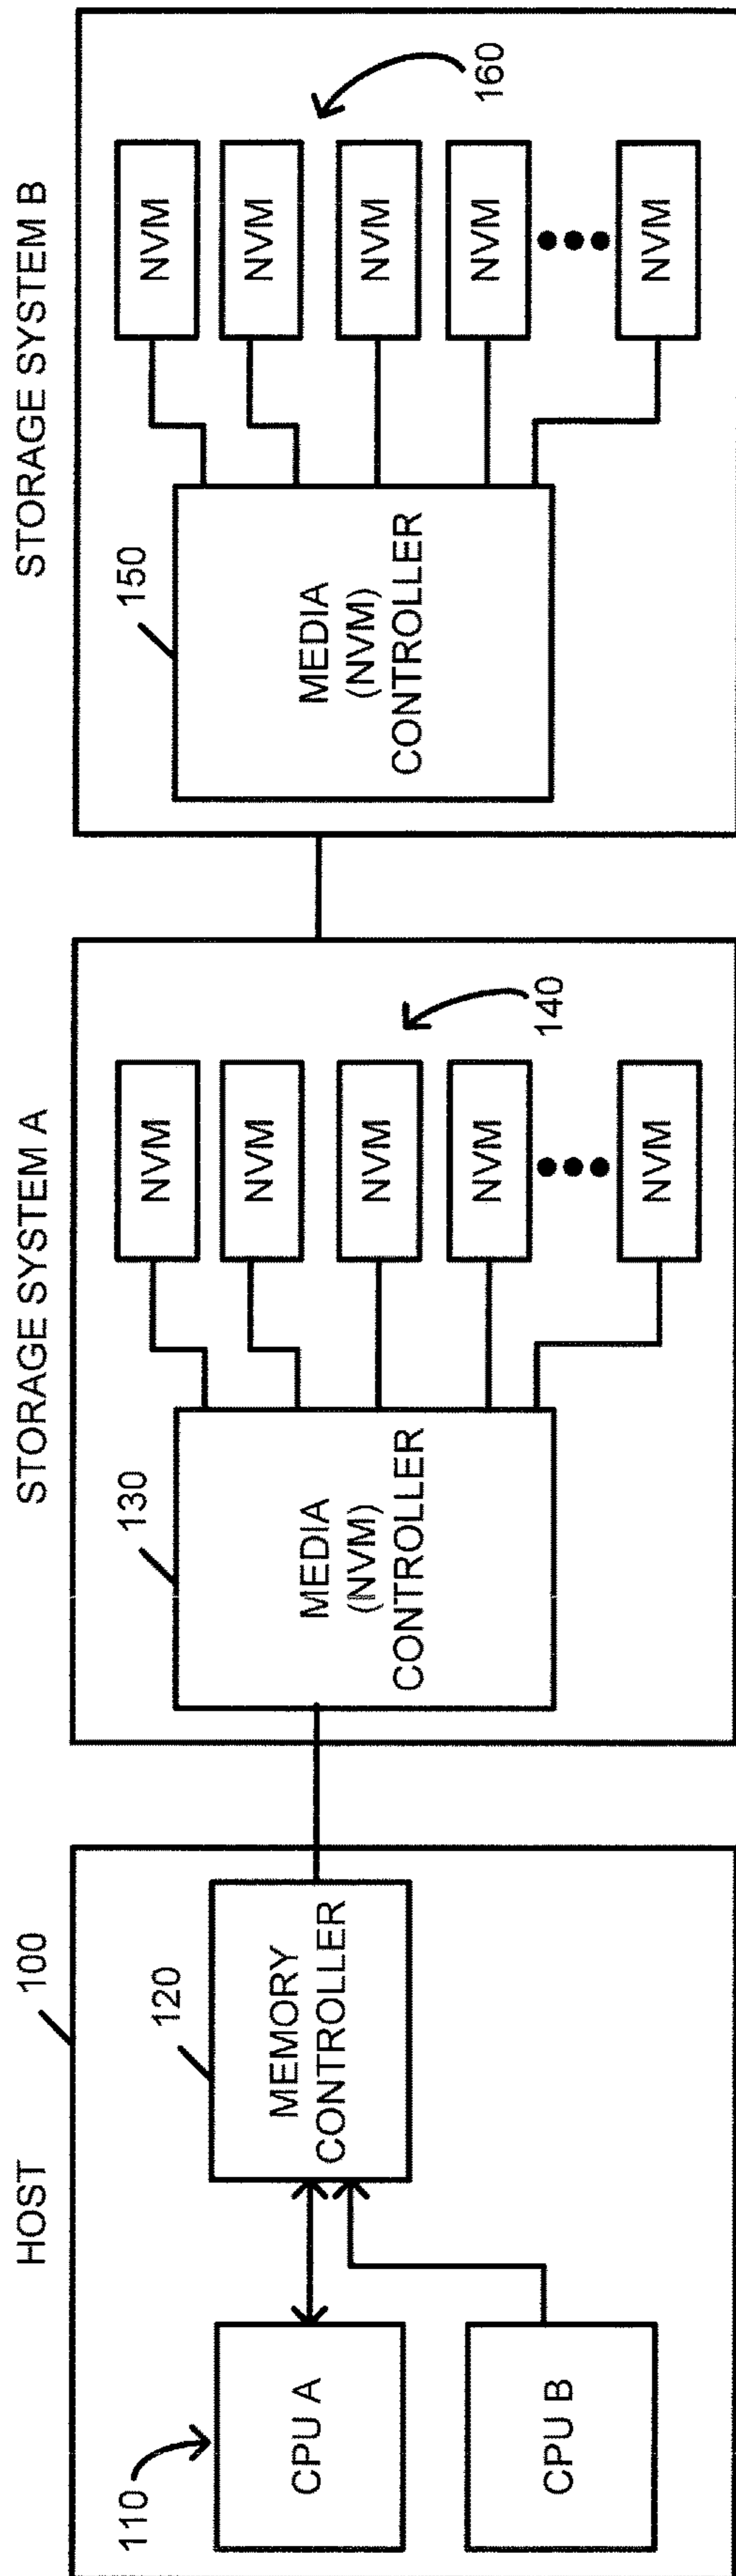 HOST
100
110
CPU A
CPU B
120
MEMORY
CONTROLLER
STORAGE SYSTEM A
130
MEDIA
(NVM)
CONTROLLER
NVM
NVM
NVM
NVM
NVM
140
STORAGE SYSTEM B
150
MEDIA
(NVM)
CONTROLLER
NVM
NVM
NVM
NVM
NVM
160